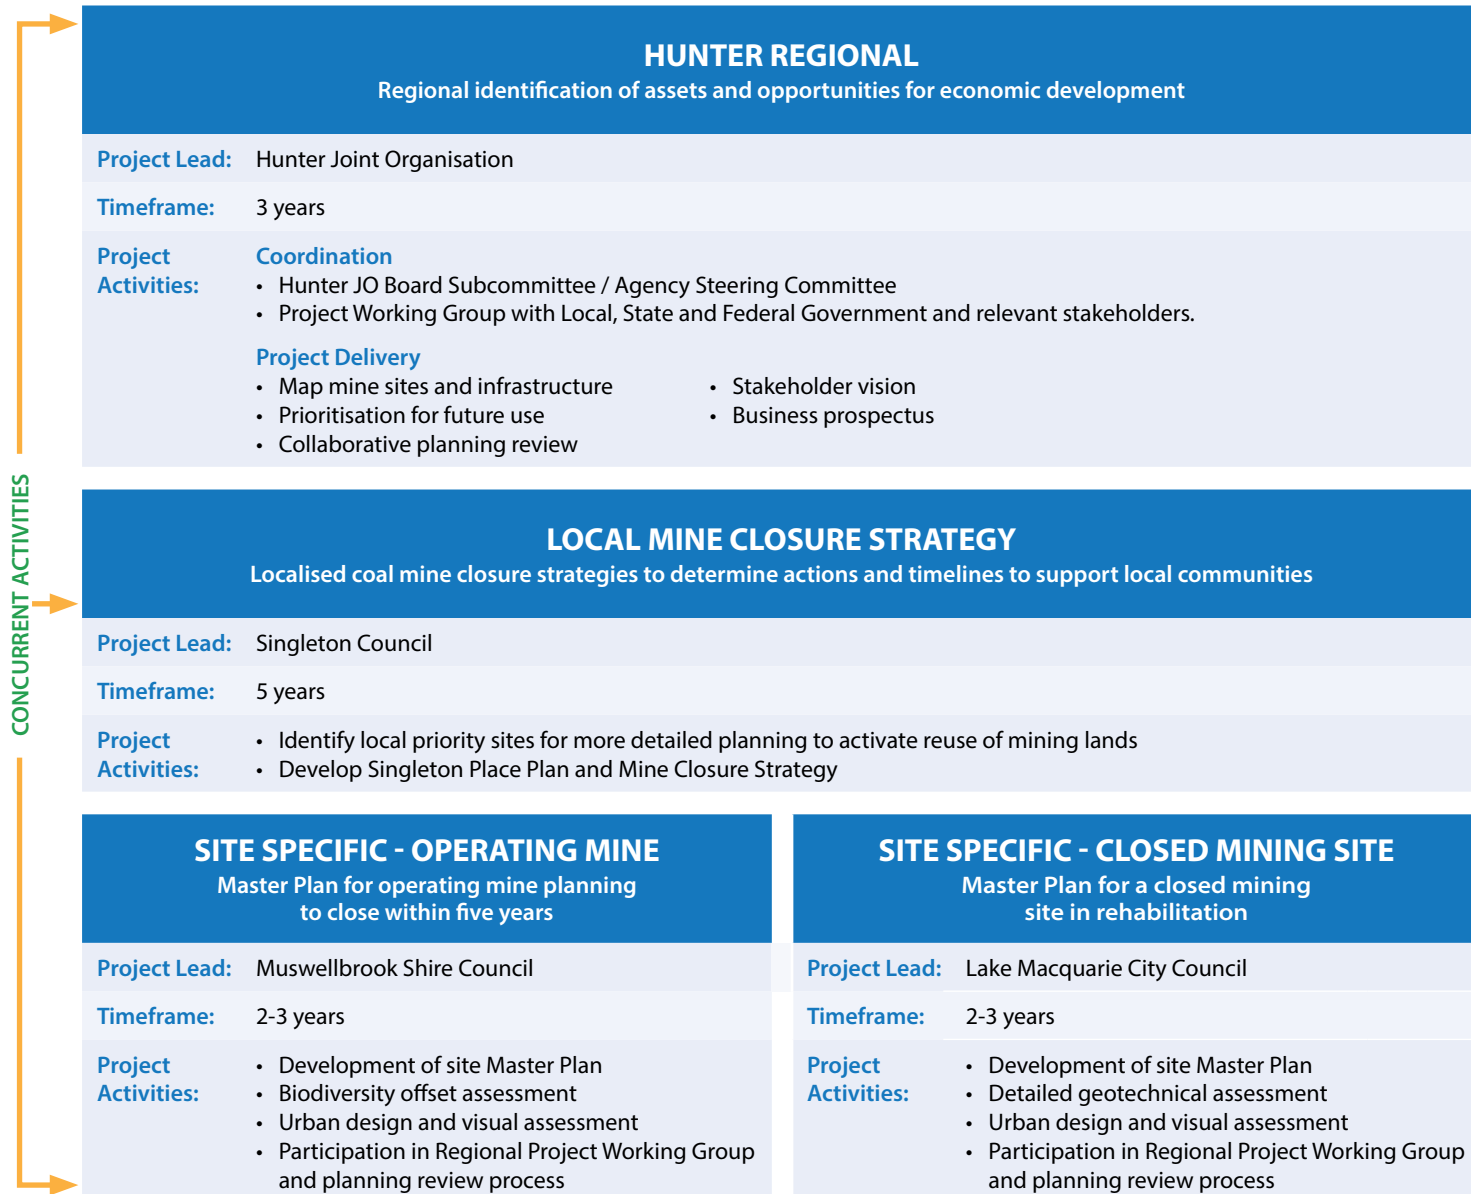 CONCURRENT ACTIVITIES
HUNTER REGIONAL
Regional identification of assets and opportunities for economic development
Project Lead: Hunter Joint Organisation
Timeframe: 3 years
Project Activities:
Coordination
• Hunter JO Board Subcommittee / Agency Steering Committee
• Project Working Group with Local, State and Federal Government and relevant stakeholders.
Project Delivery
• Map mine sites and infrastructure
• Prioritisation for future use
• Collaborative planning review
• Stakeholder vision
• Business prospectus
LOCAL MINE CLOSURE STRATEGY
Localised coal mine closure strategies to determine actions and timelines to support local communities
Project Lead: Singleton Council
Timeframe: 5 years
Project Activities:
• Identify local priority sites for more detailed planning to activate reuse of mining lands
• Develop Singleton Place Plan and Mine Closure Strategy
SITE SPECIFIC - OPERATING MINE
Master Plan for operating mine planning
to close within five years
Project Lead: Muswellbrook Shire Council
Timeframe: 2-3 years
Project Activities:
• Development of site Master Plan
• Biodiversity offset assessment
• Urban design and visual assessment
• Participation in Regional Project Working Group
and planning review process
SITE SPECIFIC - CLOSED MINING SITE
Master Plan for a closed mining
site in rehabilitation
Project Lead: Lake Macquarie City Council
Timeframe: 2-3 years
Project Activities:
• Development of site Master Plan
• Detailed geotechnical assessment
• Urban design and visual assessment
• Participation in Regional Project Working Group
and planning review process